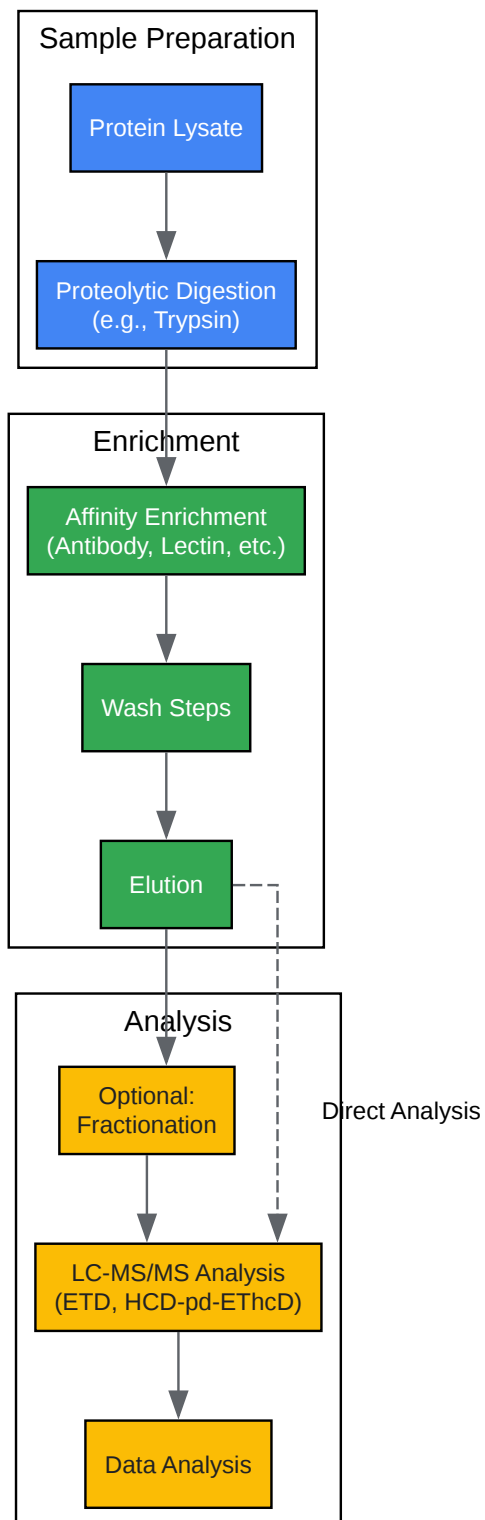 Sample Preparation
Protein Lysate
Proteolytic Digestion
(e.g., Trypsin)
Enrichment
Affinity Enrichment
(Antibody, Lectin, etc.)
Wash Steps
Elution
Analysis
Optional:
Fractionation
Direct Analysis
LC-MS/MS Analysis
(ETD, HCD-pd-EThcD)
Data Analysis